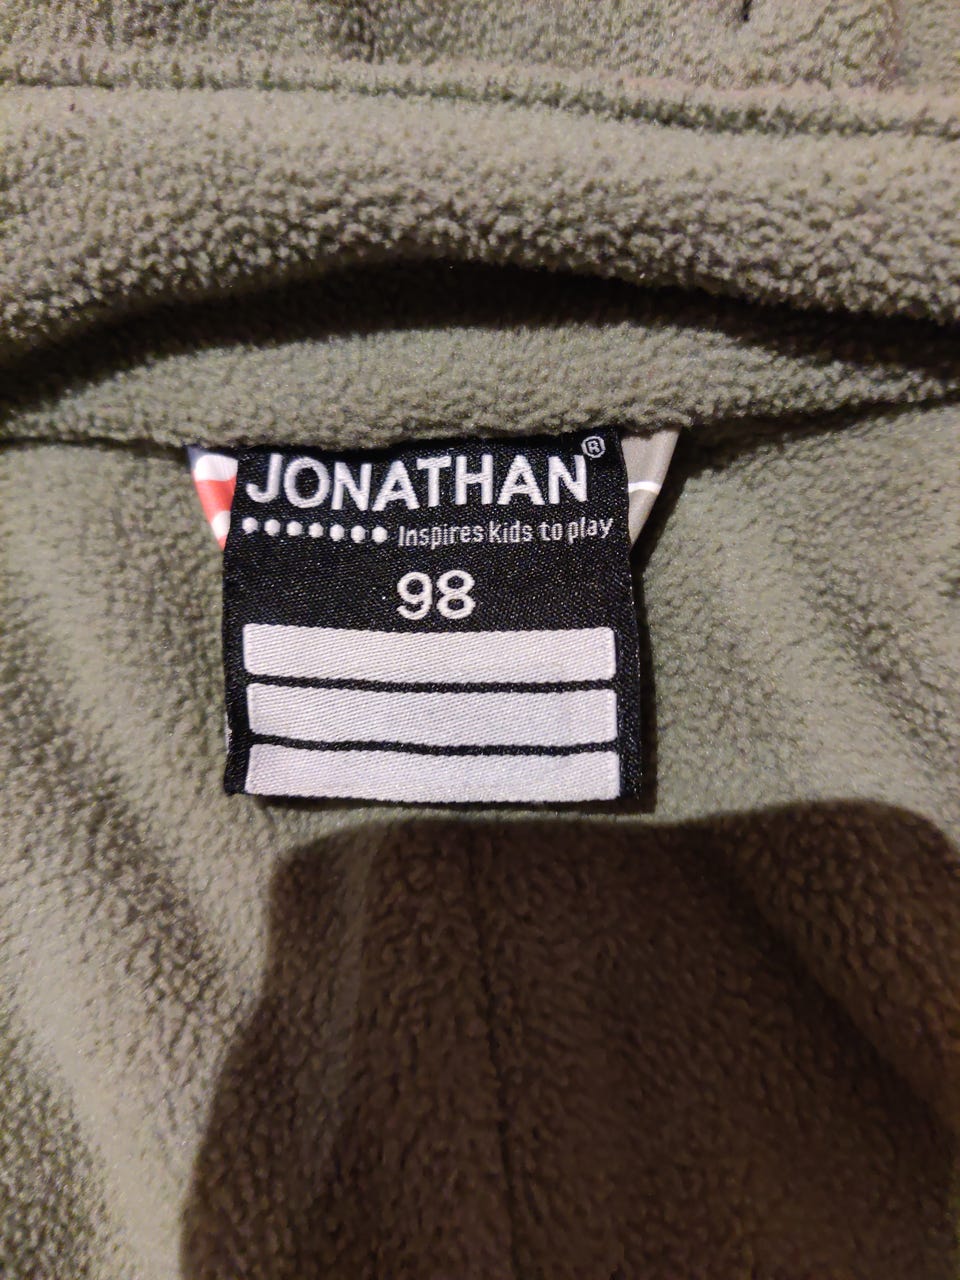 JONATHAN®
Inspires kids to play
98